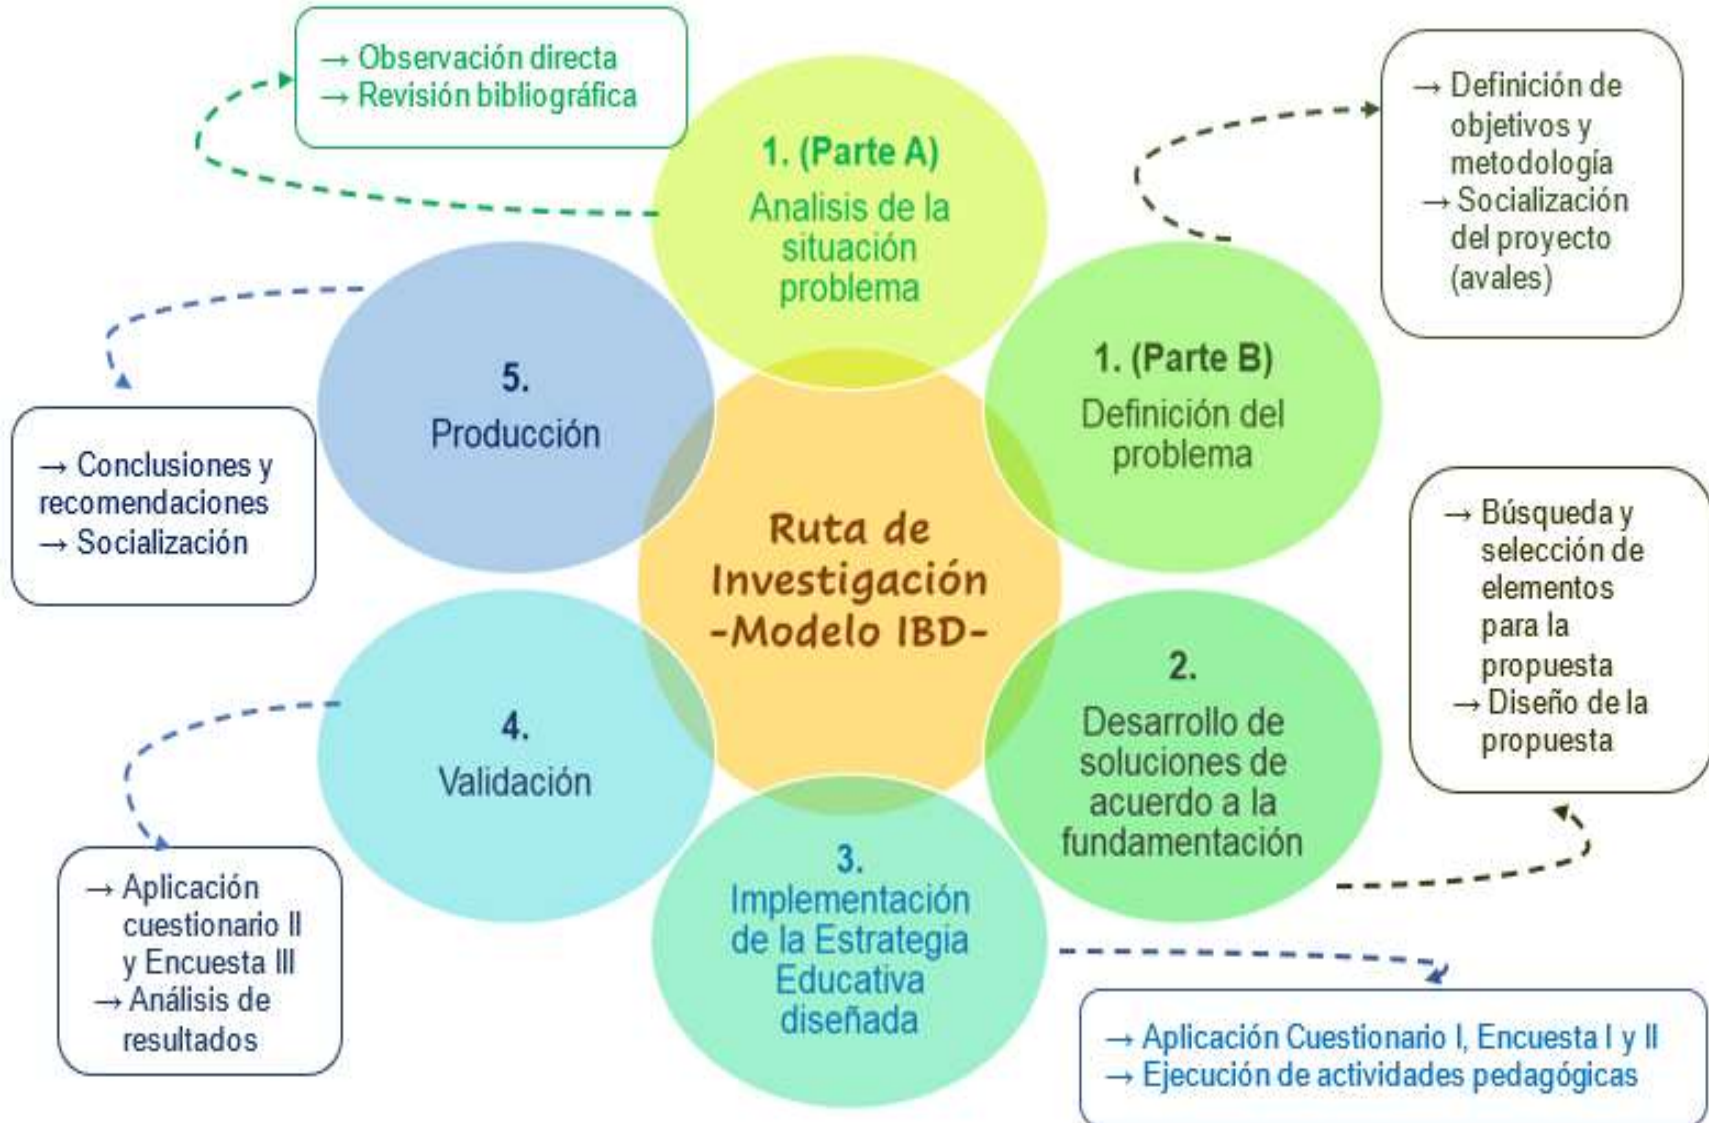 → Observación directa
→ Revisión bibliográfica
1. (Parte A)
Analisis de la
situación
problema
→ Definición de
objetivos y
metodología
→ Socialización
del proyecto
(avales)
1. (Parte B)
Definición del
problema
5.
Producción
→ Conclusiones y
recomendaciones
→ Socialización
Ruta de
Investigación
-Modelo IBD-
→ Búsqueda y
selección de
elementos
para la
propuesta
→ Diseño de la
propuesta
2.
Desarrollo de
soluciones de
acuerdo a la
fundamentación
4.
Validación
→ Aplicación
cuestionario II
y Encuesta III
→ Análisis de
resultados
3.
Implementación
de la Estrategia
Educativa
diseñada
→ Aplicación Cuestionario I, Encuesta I y II
→ Ejecución de actividades pedagógicas